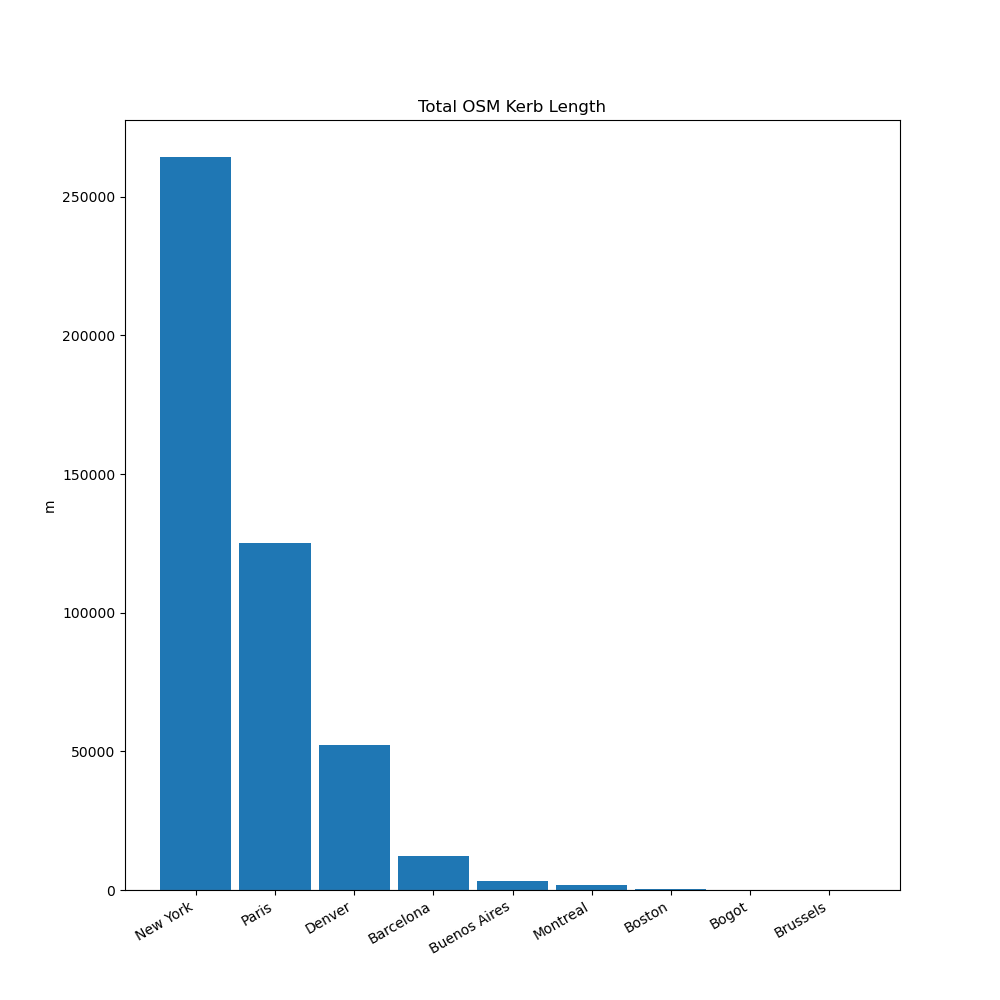 Total OSM Kerb Length
m
250000
200000
150000
100000
50000
0
New York
Paris
Denver
Barcelona
Buenos Aires
Montreal
Boston
Bogot
Brussels